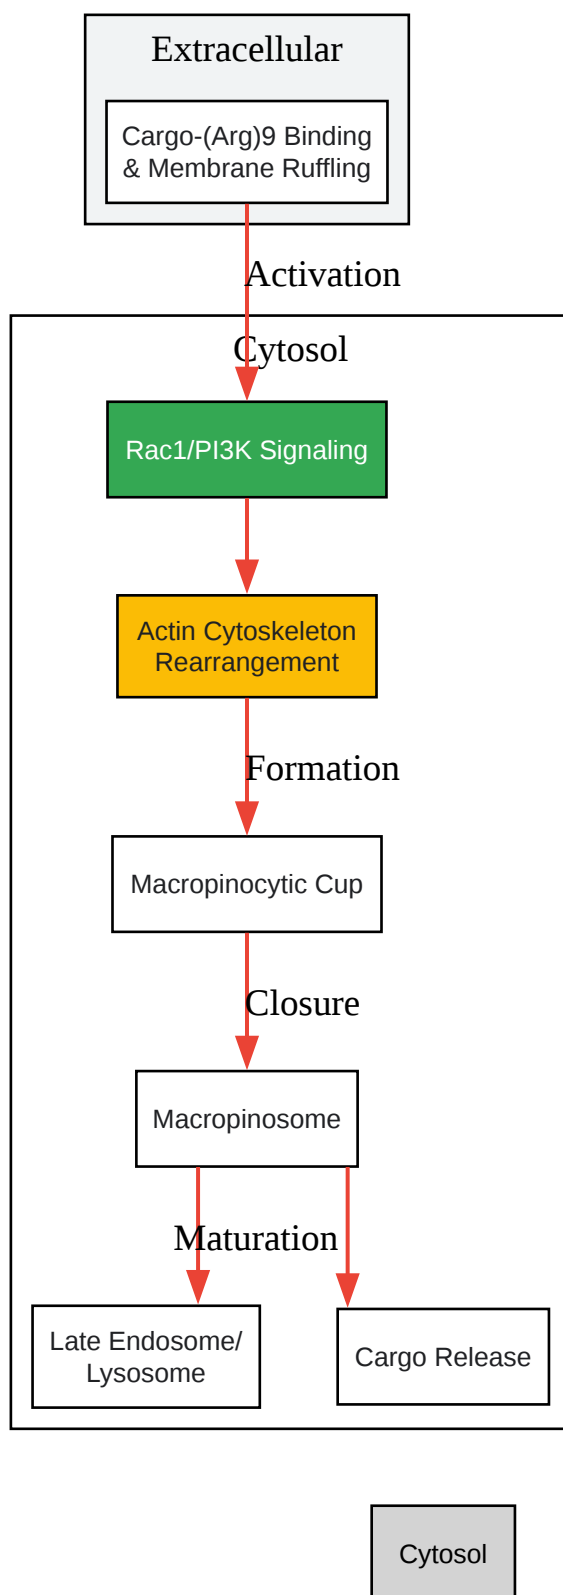 Extracellular
Cargo-(Arg)9 Binding
& Membrane Ruffling
Activation
Cytosol
Rac1/PI3K Signaling
Actin Cytoskeleton
Rearrangement
Formation
Macropinocytic Cup
Closure
Macropinosome
Maturation
Late Endosome/
Lysosome
Cargo Release
Cytosol